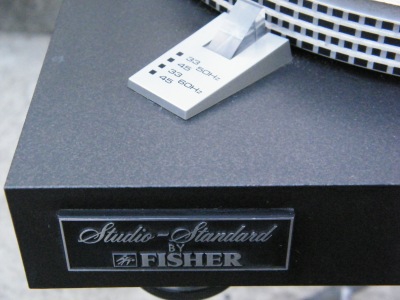 33
45 50Hz
33
45 60Hz
Studio-Standard
BY
FISHER